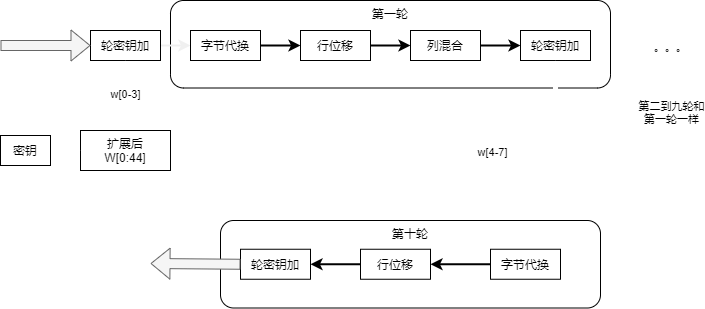 第一轮
轮密钥加
字节代换
行位移
列混合
轮密钥加
。。。
w[0-3]
第二到九轮和
第一轮一样
密钥
扩展后
W[0:44]
w[4-7]
第十轮
轮密钥加
行位移
字节代换